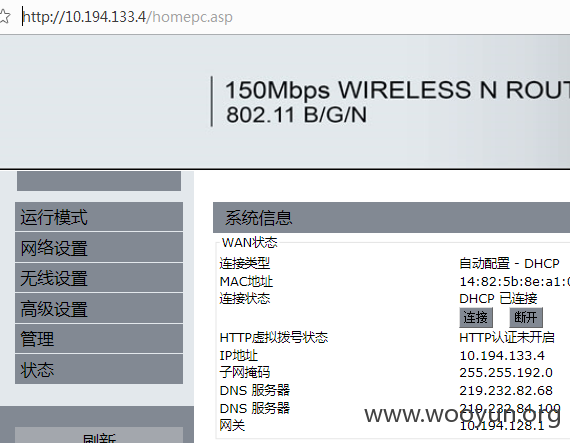 http://10.194.133.4/homepc.asp
150Mbps WIRELESS N ROUT
802.11 B/G/N
运行模式
网络设置
无线设置
高级设置
管理
状态
刷新
系统信息
WAN状态
连接类型 自动配置 - DHCP
MAC地址 14:82:5b:8e:a1:0
连接状态 DHCP 已连接
连接 断开
HTTP虚拟拨号状态 HTTP认证未开启
IP地址 10.194.133.4
子网掩码 255.255.192.0
DNS 服务器 219.232.82.68
DNS 服务器 219.232.84.100
网关 10.194.128.1
www.wooyun.org